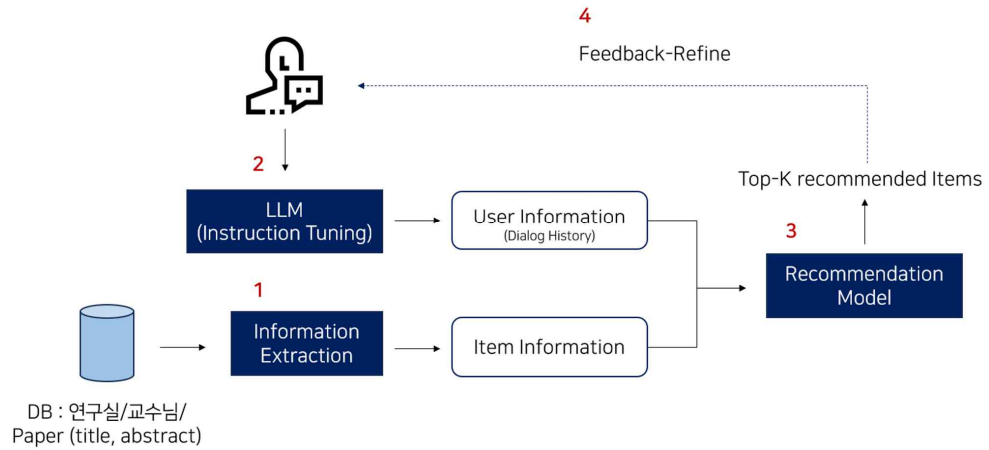 4
Feedback-Refine
2
LLM
(Instruction Tuning)
User Information
(Dialog History)
Top-K recommended Items
3
Recommendation
Model
1
Information
Extraction
Item Information
DB : 연구실/교수님/
Paper (title, abstract)